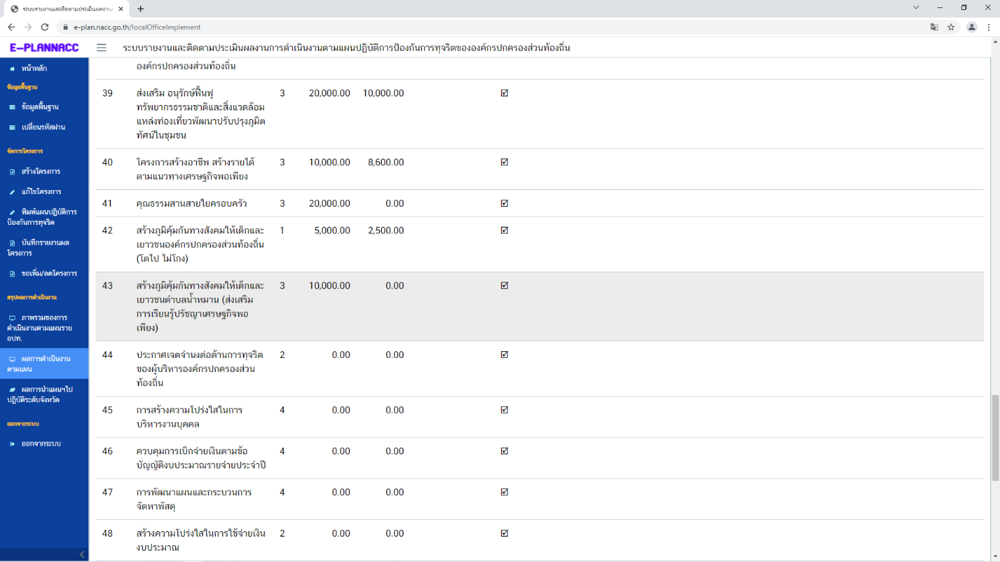 ระบบรายงานและติดตามประเมินผลงานก
e-plan.nacc.go.th/localOfficeImplement
E-PLANNACC
ระบบรายงานและติดตามประเมินผลงานการดำเนินงานตามแผนปฏิบัติการป้องกันการทุจริตขององค์กรปกครองส่วนท้องถิ่น
หน้าหลัก
ข้อมูลพื้นฐาน
ข้อมูลพื้นฐาน
เปลี่ยนรหัสผ่าน
จัดการโครงการ
สร้างโครงการ
แก้ไขโครงการ
พิมพ์แผนปฏิบัติการ
ป้องกันการทุจริต
บันทึกรายงานผล
โครงการ
ขอเพิ่ม/ลดโครงการ
สรุปผลการดำเนินงาน
ภาพรวมของการ
ดำเนินงานตามแผนราย
อปท.
ผลการดำเนินงาน
ตามแผน
ผลการนำแผนฯไป
ปฏิบัติระดับจังหวัด
ออกจากระบบ
ออกจากระบบ
องค์กรปกครองส่วนท้องถิ่น
39 ส่งเสริม อนุรักษ์ฟื้นฟู 3 20,000.00 10,000.00
ทรัพยากรธรรมชาติและสิ่งแวดล้อม
แหล่งท่องเที่ยวพัฒนาปรับปรุงภูมิต
ทัศน์ในชุมชน
40 โครงการสร้างอาชีพ สร้างรายได้ 3 10,000.00 8,600.00
ตามแนวทางเศรษฐกิจพอเพียง
41 คุณธรรมสานสายใยครอบครัว 3 20,000.00 0.00
42 สร้างภูมิคุ้มกันทางสังคมให้เด็กและ 1 5,000.00 2,500.00
เยาวชนองค์กรปกครองส่วนท้องถิ่น
(โตไป ไม่โกง)
43 สร้างภูมิคุ้มกันทางสังคมให้เด็กและ 3 10,000.00 0.00
เยาวชนตำบลน้ำหมาน (ส่งเสริม
การเรียนรู้ปรัชญาเศรษฐกิจพอ
เพียง)
44 ประกาศเจตจำนงต่อต้านการทุจริต 2 0.00 0.00
ของผู้บริหารองค์กรปกครองส่วน
ท้องถิ่น
45 การสร้างความโปร่งใสในการ 4 0.00 0.00
บริหารงานบุคคล
46 ควบคุมการเบิกจ่ายเงินตามข้อ 4 0.00 0.00
บัญญัติงบประมาณรายจ่ายประจำปี
47 การพัฒนาแผนและกระบวนการ 4 0.00 0.00
จัดหาพัสดุ
48 สร้างความโปร่งใสในการใช้จ่ายเงิน 2 0.00 0.00
งบประมาณ